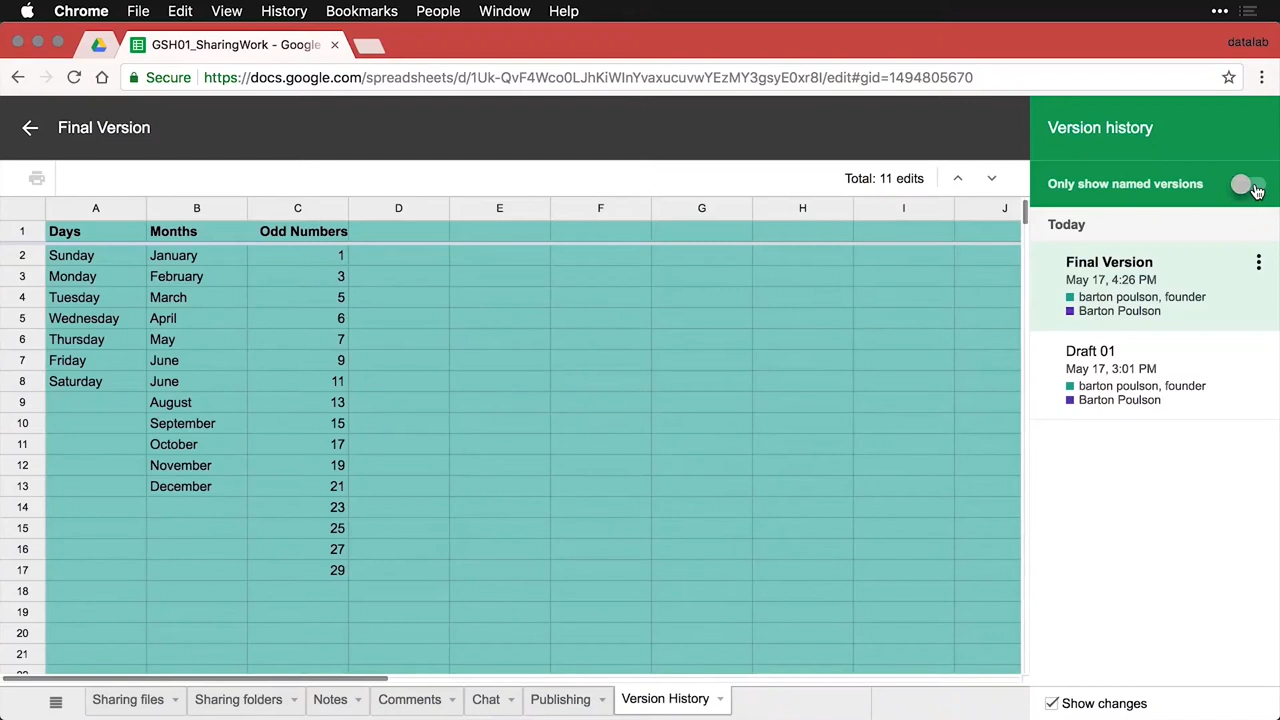 Chrome File Edit View History Bookmarks People Window Help
GSH01_SharingWork - Google
datalab
Secure https://docs.google.com/spreadsheets/d/1Uk-QvF4Wco0LJhKiWInYvaxucuvwYEzMY3gsyE0xr8I/edit#gid=1494805670
Final Version
Version history
Total: 11 edits
Only show named versions
A B C D E F G H I J
1 Days Months Odd Numbers
2 Sunday January 1
3 Monday February 3
4 Tuesday March 5
5 Wednesday April 6
6 Thursday May 7
7 Friday June 9
8 Saturday June 11
9 August 13
10 September 15
11 October 17
12 November 19
13 December 21
14 23
15 25
16 27
17 29
18
19
20
21
Today
Final Version
May 17, 4:26 PM
barton poulson, founder
Barton Poulson
Draft 01
May 17, 3:01 PM
barton poulson, founder
Barton Poulson
Sharing files Sharing folders Notes Comments Chat Publishing Version History
Show changes